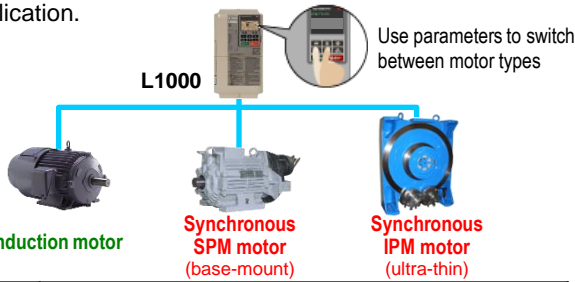 lication.
Use parameters to switch
between motor types
L1000
nduction motor
Synchronous
SPM motor
(base-mount)
Synchronous
IPM motor
(ultra-thin)